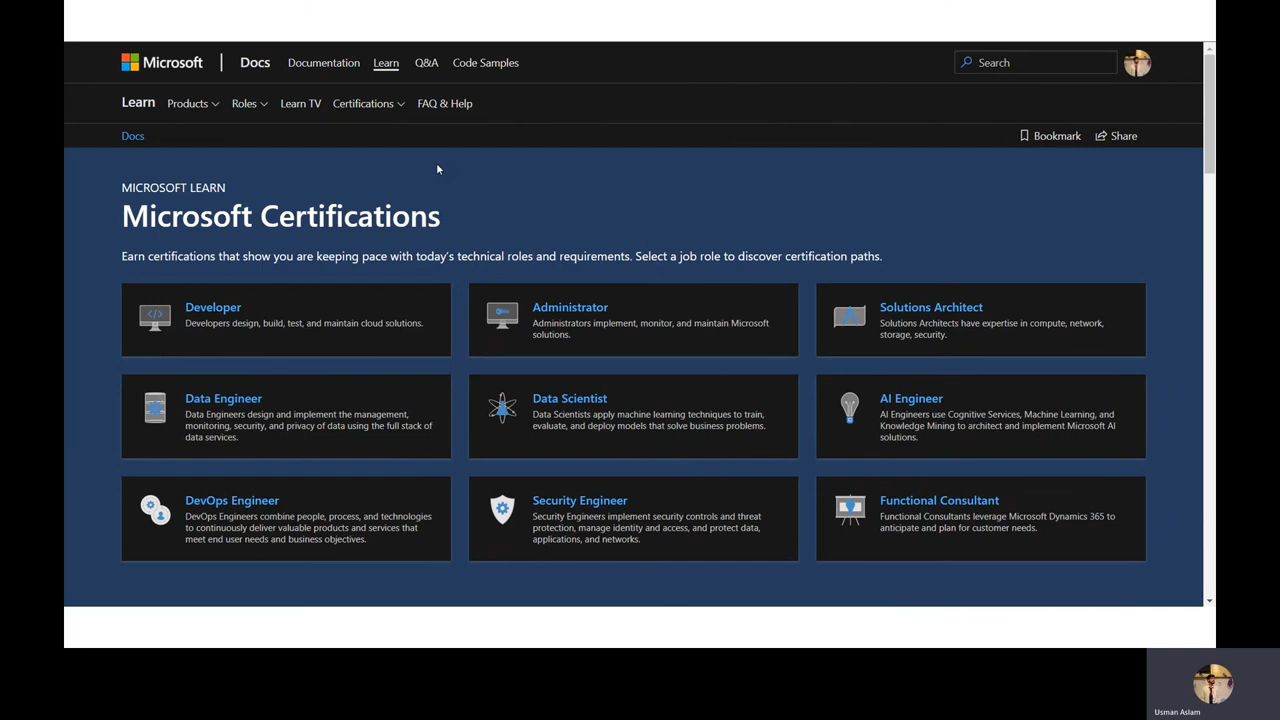 Microsoft | Docs Documentation Learn Q&A Code Samples Search
Learn Products Roles Learn TV Certifications FAQ & Help
Docs Bookmark Share
MICROSOFT LEARN
Microsoft Certifications
Earn certifications that show you are keeping pace with today's technical roles and requirements. Select a job role to discover certification paths.
Developer
Developers design, build, test, and maintain cloud solutions.
Administrator
Administrators implement, monitor, and maintain Microsoft
solutions.
Solutions Architect
Solutions Architects have expertise in compute, network,
storage, security.
Data Engineer
Data Engineers design and implement the management,
monitoring, security, and privacy of data using the full stack of
data services.
Data Scientist
Data Scientists apply machine learning techniques to train,
evaluate, and deploy models that solve business problems.
AI Engineer
AI Engineers use Cognitive Services, Machine Learning, and
Knowledge Mining to architect and implement Microsoft AI
solutions.
DevOps Engineer
DevOps Engineers combine people, process, and technologies
to continuously deliver valuable products and services that
meet end user needs and business objectives.
Security Engineer
Security Engineers implement security controls and threat
protection, manage identity and access, and protect data,
applications, and networks.
Functional Consultant
Functional Consultants leverage Microsoft Dynamics 365 to
anticipate and plan for customer needs.
Usman Aslam